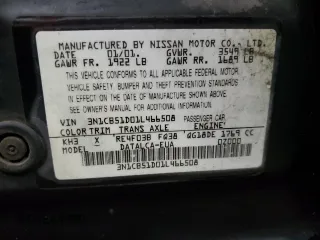 MANUFACTURED BY NISSAN MOTOR CO., LTD.
DATE 01/01. GVWR. 3549 LB
GAWR FR. 1922 LB GAWR RR. 1689 LB
THIS VEHICLE CONFORMS TO ALL APPLICABLE FEDERAL MOTOR
VEHICLE SAFETY, BUMPER, AND THEFT PREVENTION STANDARDS
IN EFFECT ON THE DATE OF MANUFACTURE SHOWN ABOVE.
SEE OWNER'S MANUAL FOR ADDITIONAL
VIN 3N1CB51D01L466508 PASSENGER CAR
COLOR TRIM TRANS AXLE ENGINE:
KH3 X RE4F03B FQ38 QG18DE 1769 CC
MODEL DATALCA-EUA 0Z000
3N1CB51D01L466508